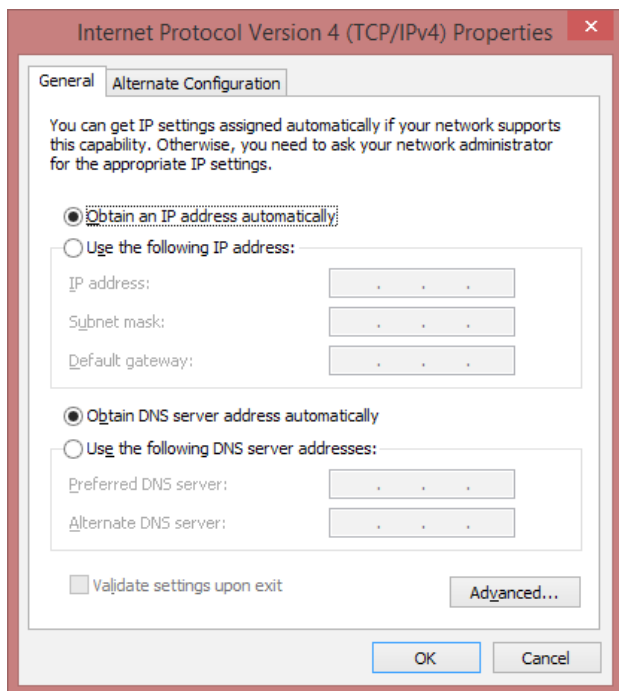 Internet Protocol Version 4 (TCP/IPv4) Properties
General
Alternate Configuration
You can get IP settings assigned automatically if your network supports
this capability. Otherwise, you need to ask your network administrator
for the appropriate IP settings.
Obtain an IP address automatically
Use the following IP address:
IP address:
Subnet mask:
Default gateway:
Obtain DNS server address automatically
Use the following DNS server addresses:
Preferred DNS server:
Alternate DNS server:
Validate settings upon exit
Advanced...
OK
Cancel